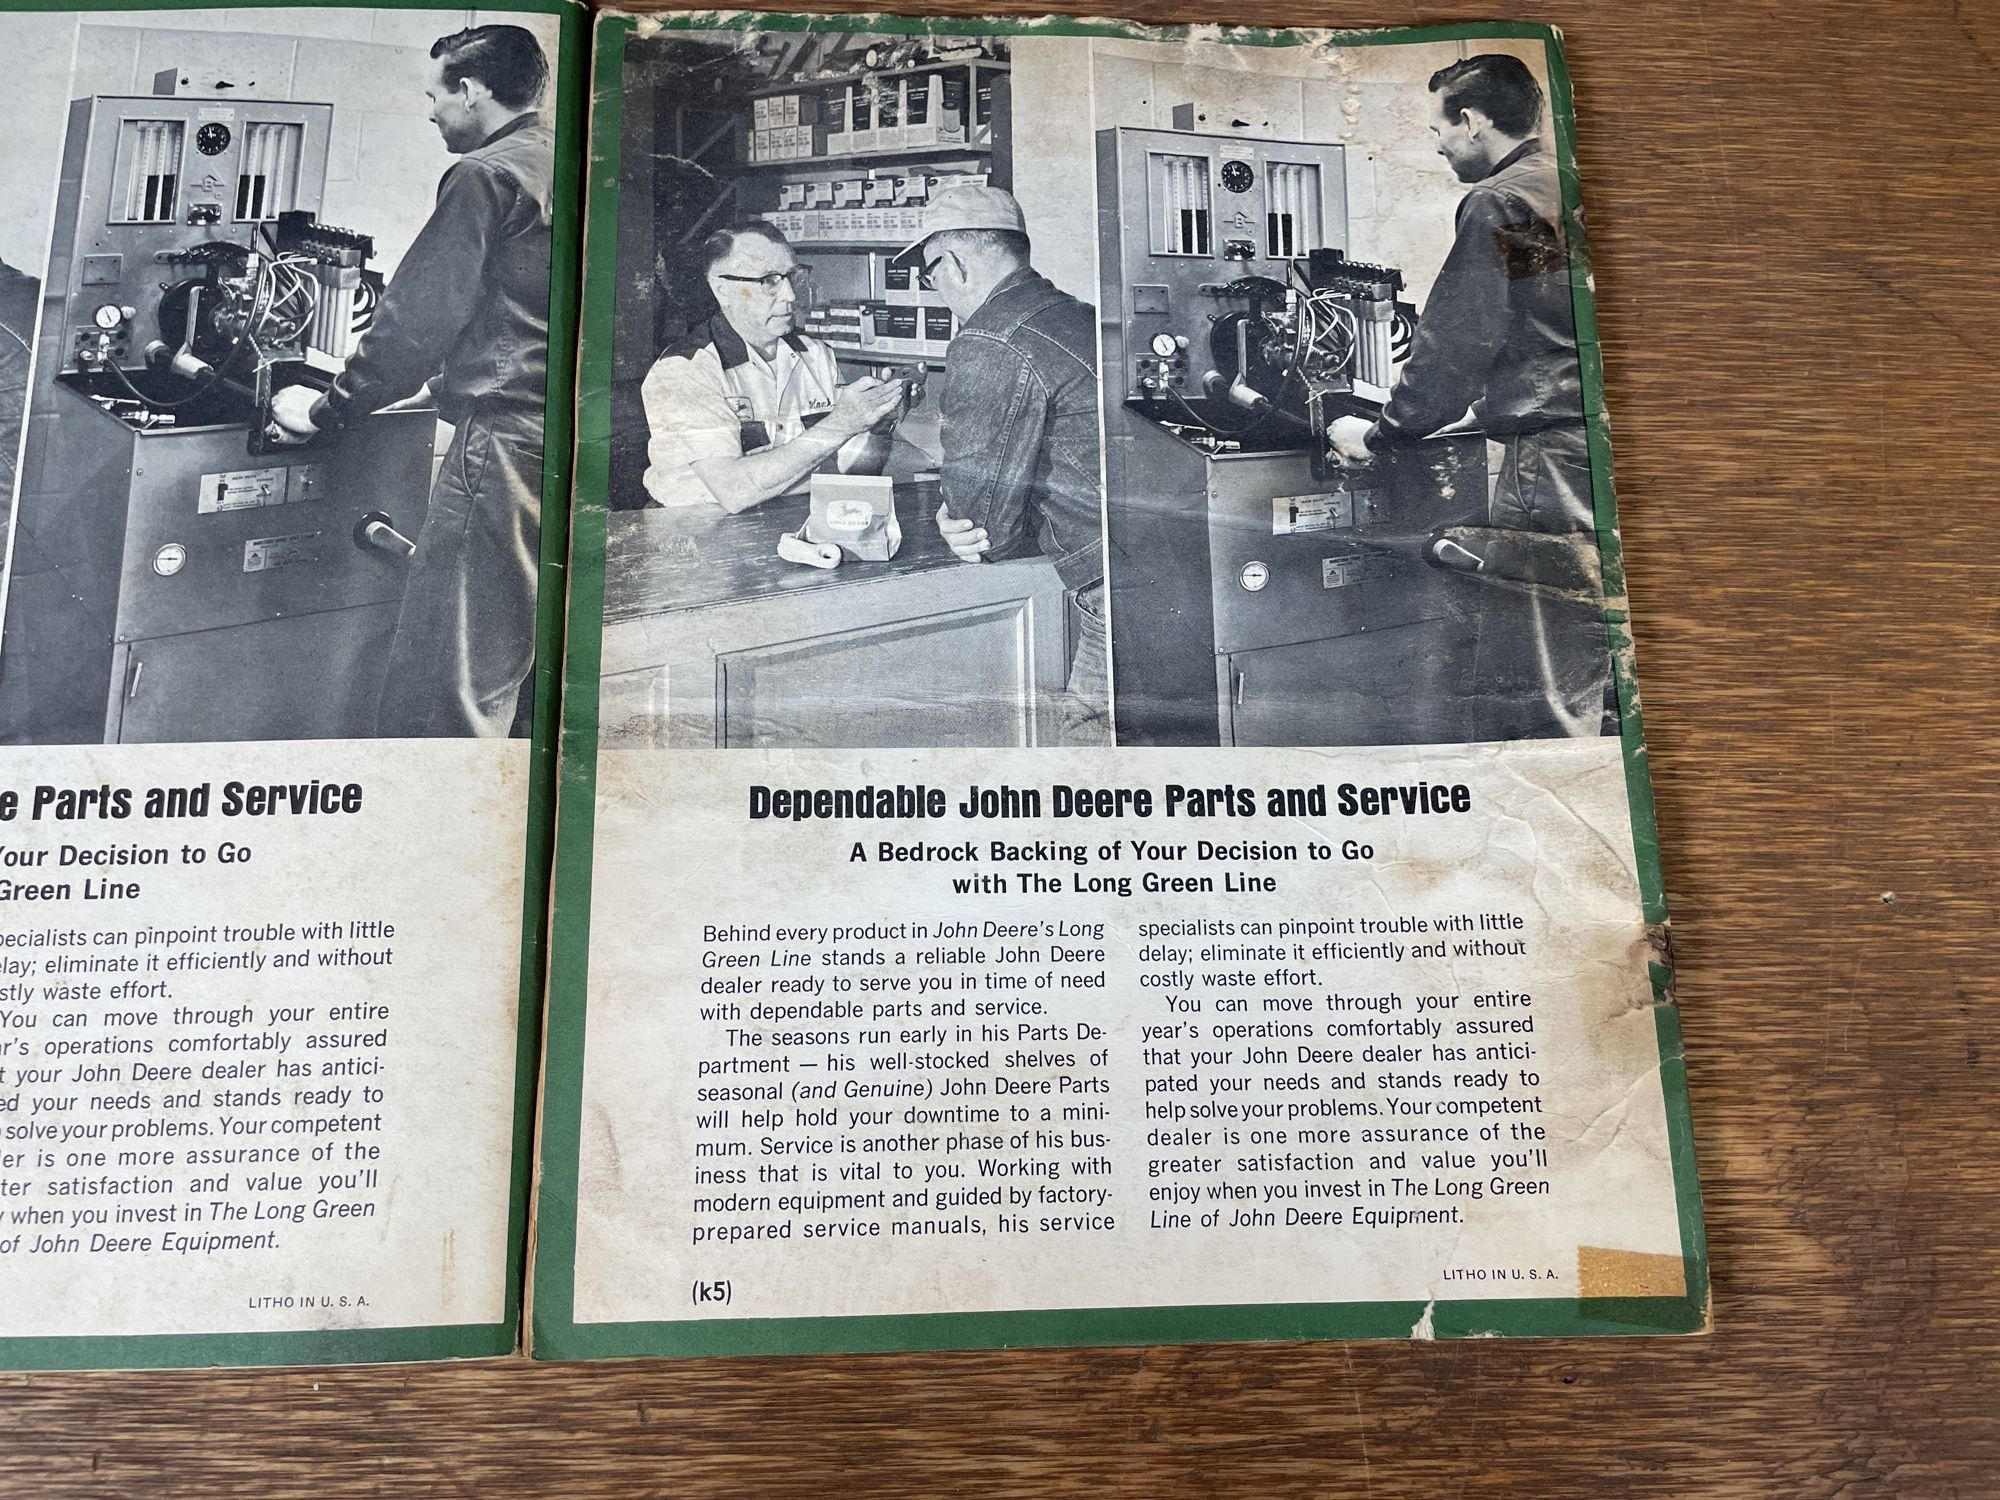 e Parts and Service
Your Decision to Go
Green Line
pecialists can pinpoint trouble with little
elay; eliminate it efficiently and without
stly waste effort.
You can move through your entire
ar's operations comfortably assured
t your John Deere dealer has antici-
ed your needs and stands ready to
solve your problems. Your competent
ler is one more assurance of the
ter satisfaction and value you'll
y when you invest in The Long Green
of John Deere Equipment.
LITHO IN U. S. A.
Dependable John Deere Parts and Service
A Bedrock Backing of Your Decision to Go
with The Long Green Line
Behind every product in John Deere's Long
Green Line stands a reliable John Deere
dealer ready to serve you in time of need
with dependable parts and service.
The seasons run early in his Parts De-
partment — his well-stocked shelves of
seasonal (and Genuine) John Deere Parts
will help hold your downtime to a mini-
mum. Service is another phase of his bus-
iness that is vital to you. Working with
modern equipment and guided by factory-
prepared service manuals, his service
specialists can pinpoint trouble with little
delay; eliminate it efficiently and without
costly waste effort.
You can move through your entire
year's operations comfortably assured
that your John Deere dealer has antici-
pated your needs and stands ready to
help solve your problems. Your competent
dealer is one more assurance of the
greater satisfaction and value you'll
enjoy when you invest in The Long Green
Line of John Deere Equipment.
(k5)
LITHO IN U. S. A.